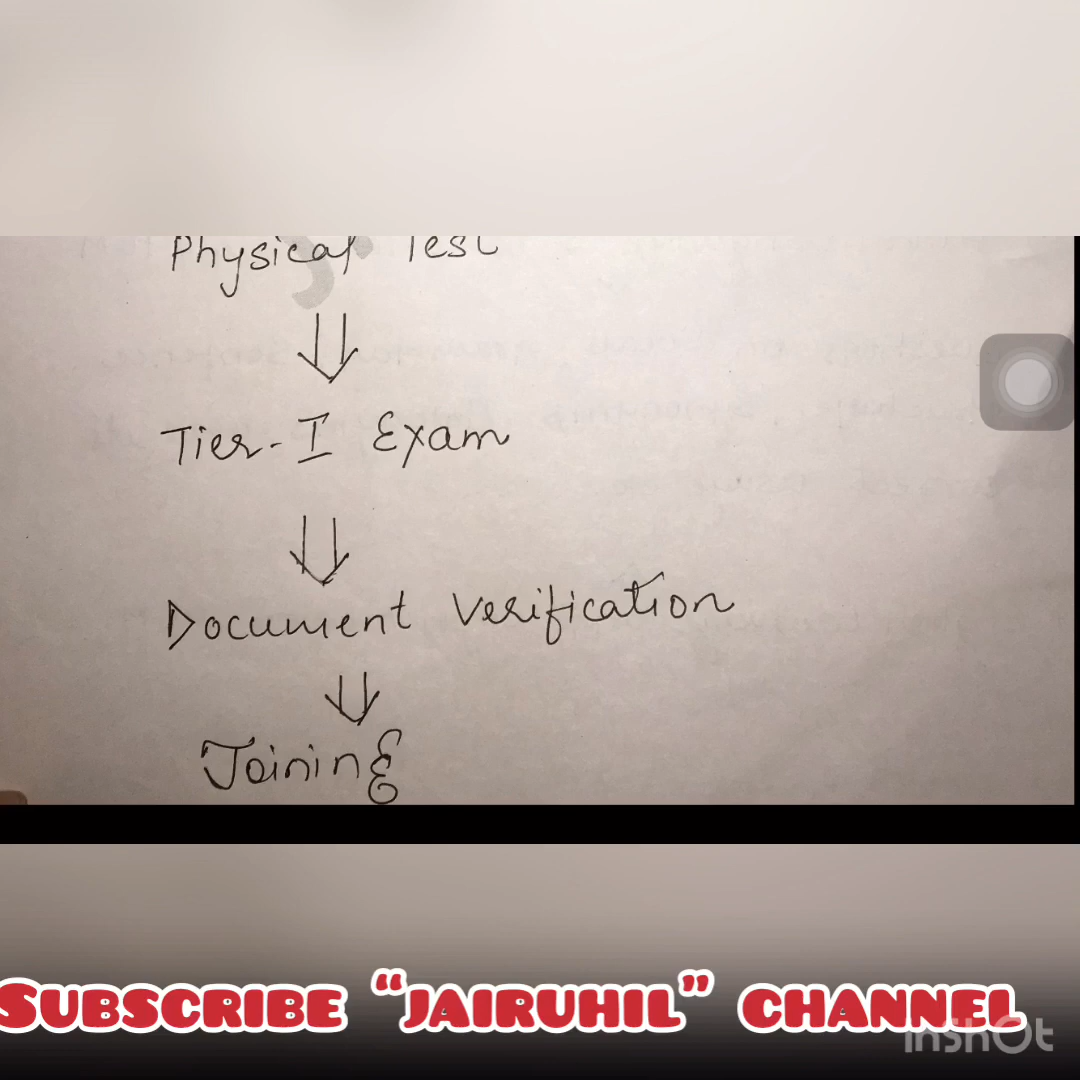 Physical Test
Tier-I Exam
Document Verification
Joining
SUBSCRIBE “JAIRUHIL” CHANNEL
InShOt